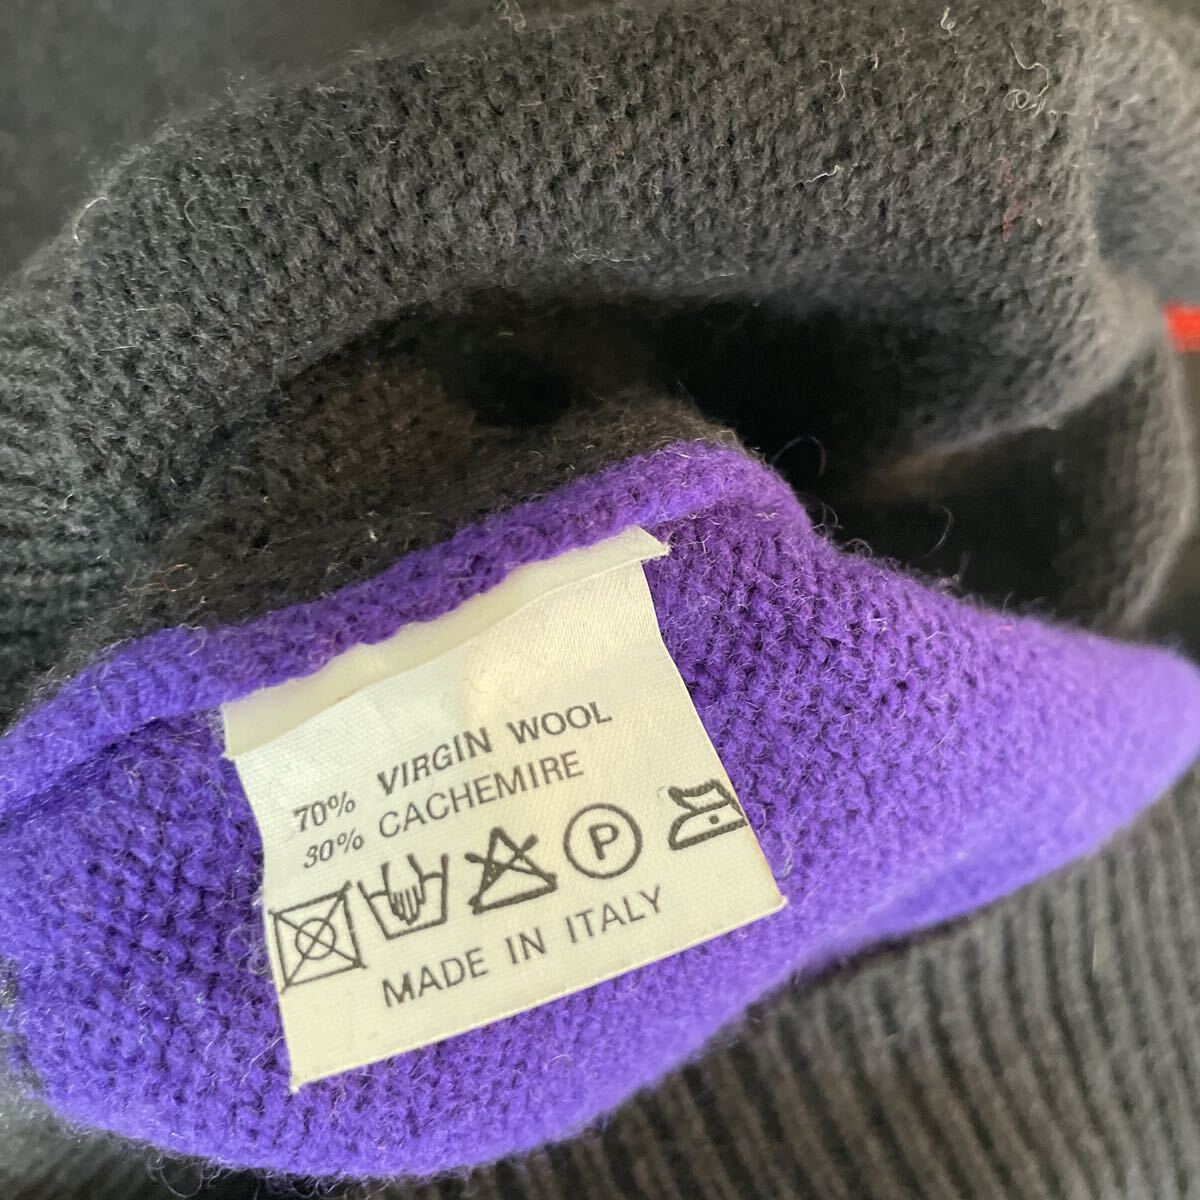 70% VIRGIN WOOL
30% CACHEMIRE
P
MADE IN ITALY